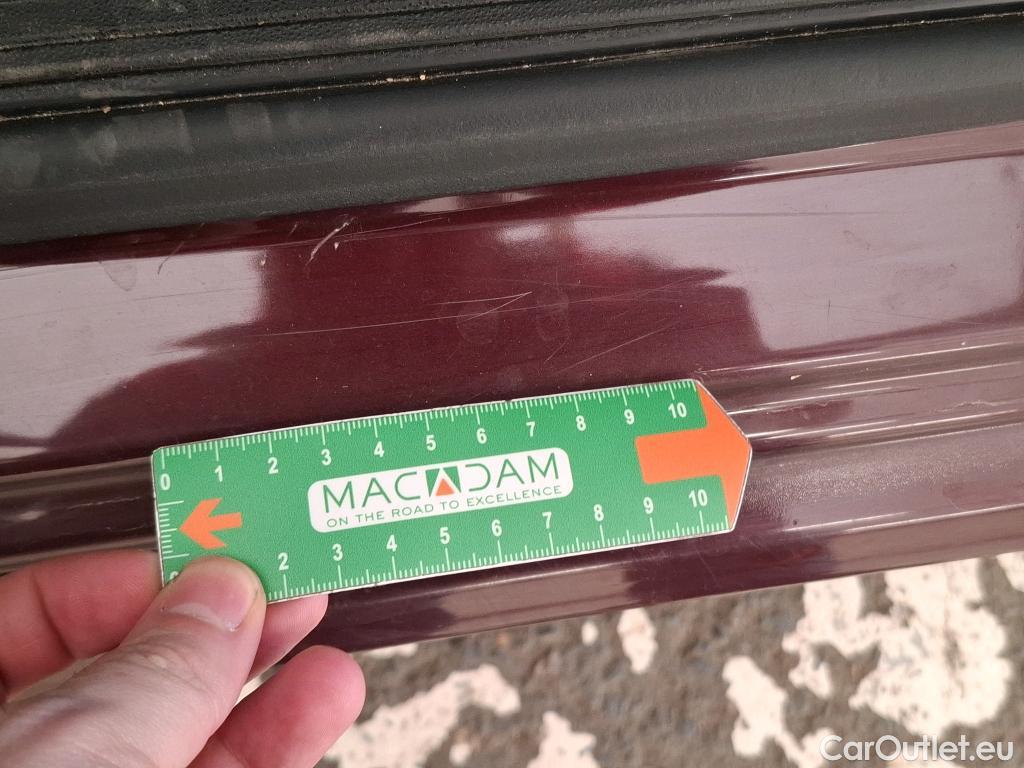 0 1 2 3 4 5 6 7 8 9 10
MACADAM
ON THE ROAD TO EXCELLENCE
2 3 4 5 6 7 8 9 10
CarOutlet.eu